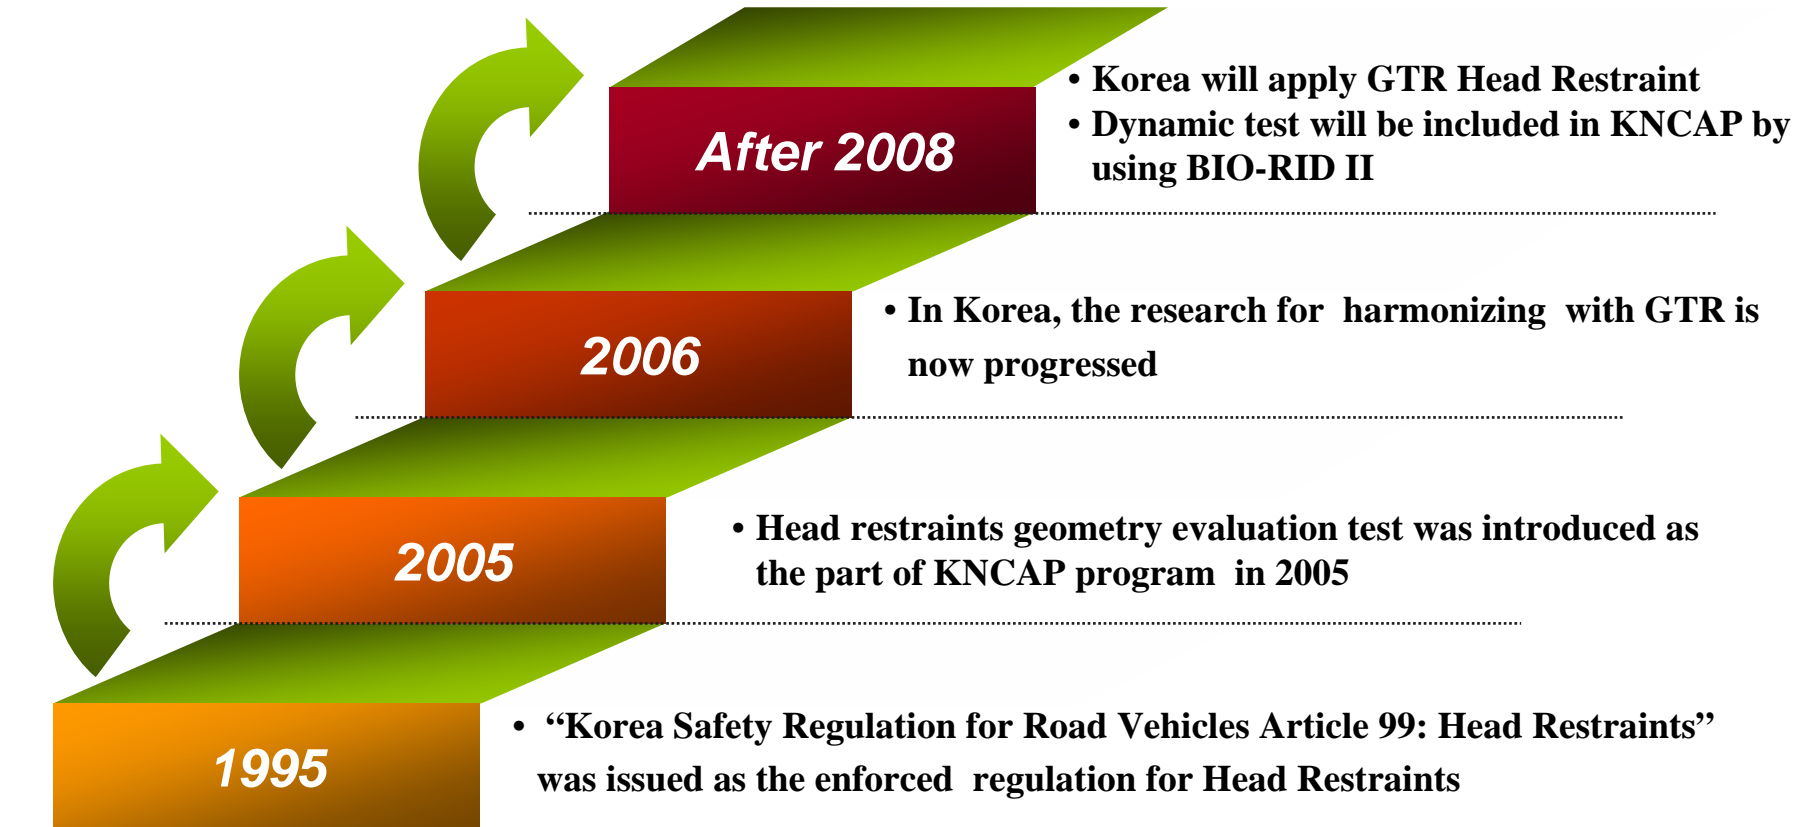 After 2008
• Korea will apply GTR Head Restraint
• Dynamic test will be included in KNCAP by
using BIO-RID II
2006
• In Korea, the research for harmonizing with GTR is
now progressed
2005
• Head restraints geometry evaluation test was introduced as
the part of KNCAP program in 2005
1995
• “Korea Safety Regulation for Road Vehicles Article 99: Head Restraints”
was issued as the enforced regulation for Head Restraints